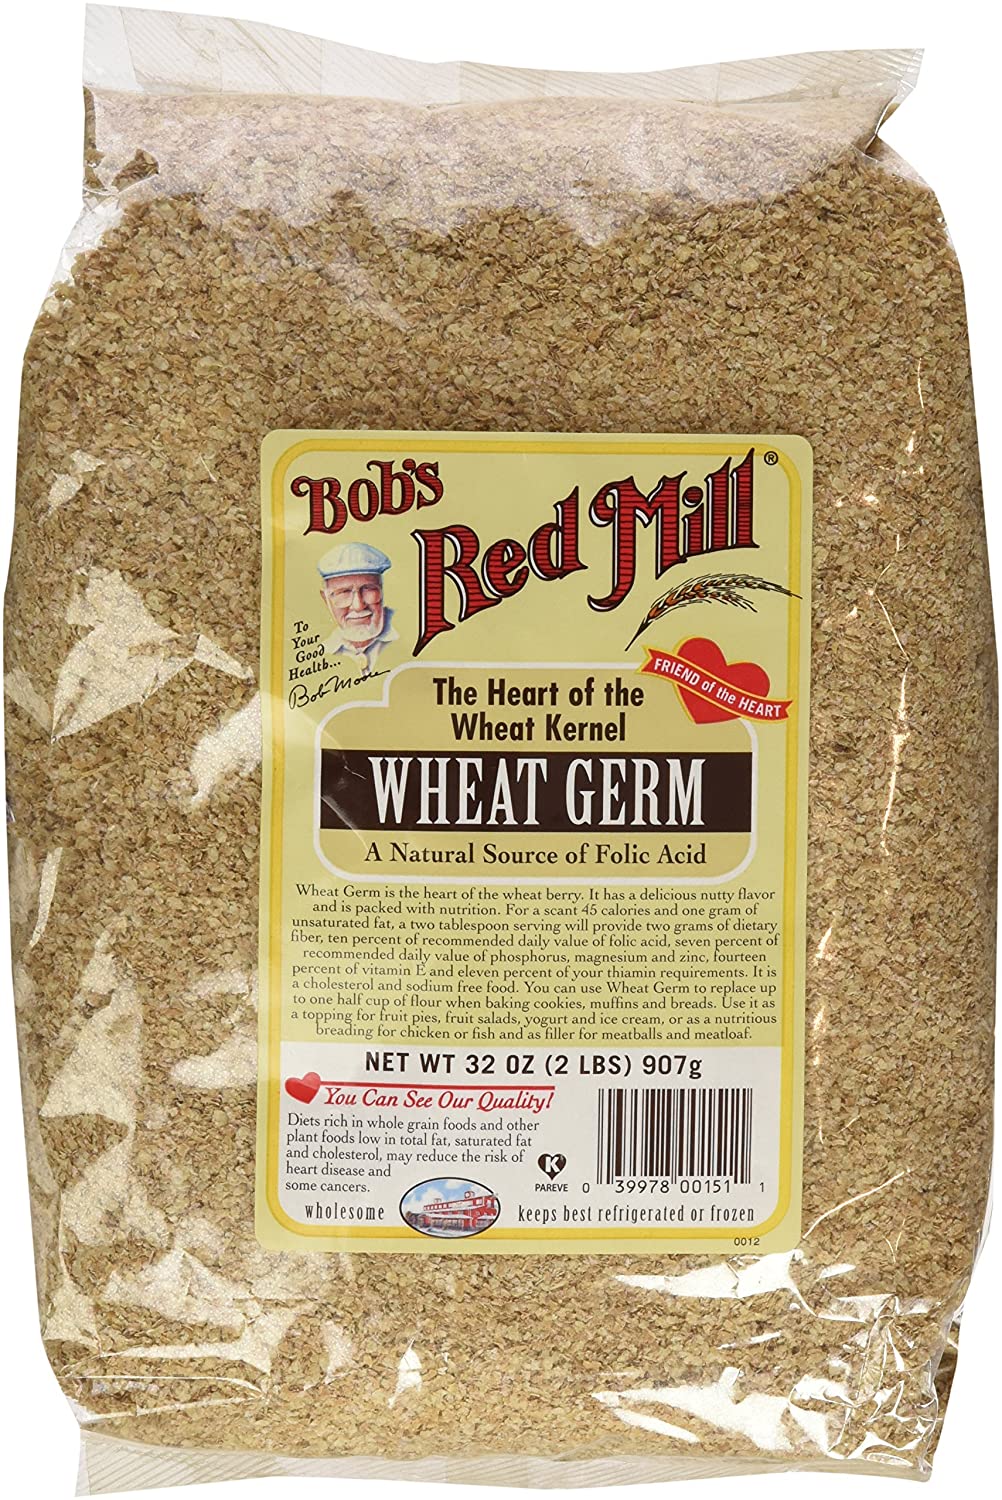 Bob's
Red Mill®
To
Your
Good
Health...
Bob Moore
FRIEND of the HEART
The Heart of the
Wheat Kernel
WHEAT GERM
A Natural Source of Folic Acid
Wheat Germ is the heart of the wheat berry. It has a delicious nutty flavor
and is packed with nutrition. For a scant 45 calories and one gram of
unsaturated fat, a two tablespoon serving will provide two grams of dietary
fiber, ten percent of recommended daily value of folic acid, seven percent of
recommended daily value of phosphorus, magnesium and zinc, fourteen
percent of vitamin E and eleven percent of your thiamin requirements. It is
a cholesterol and sodium free food. You can use Wheat Germ to replace up
to one half cup of flour when baking cookies, muffins and breads. Use it as
a topping for fruit pies, fruit salads, yogurt and ice cream, or as a nutritious
breading for chicken or fish and as filler for meatballs and meatloaf.
NET WT 32 OZ (2 LBS) 907g
You Can See Our Quality!
Diets rich in whole grain foods and other
plant foods low in total fat, saturated fat
and cholesterol, may reduce the risk of
heart disease and
some cancers.
K
PAREVE
0 39978 00151 1
wholesome
keeps best refrigerated or frozen
0012